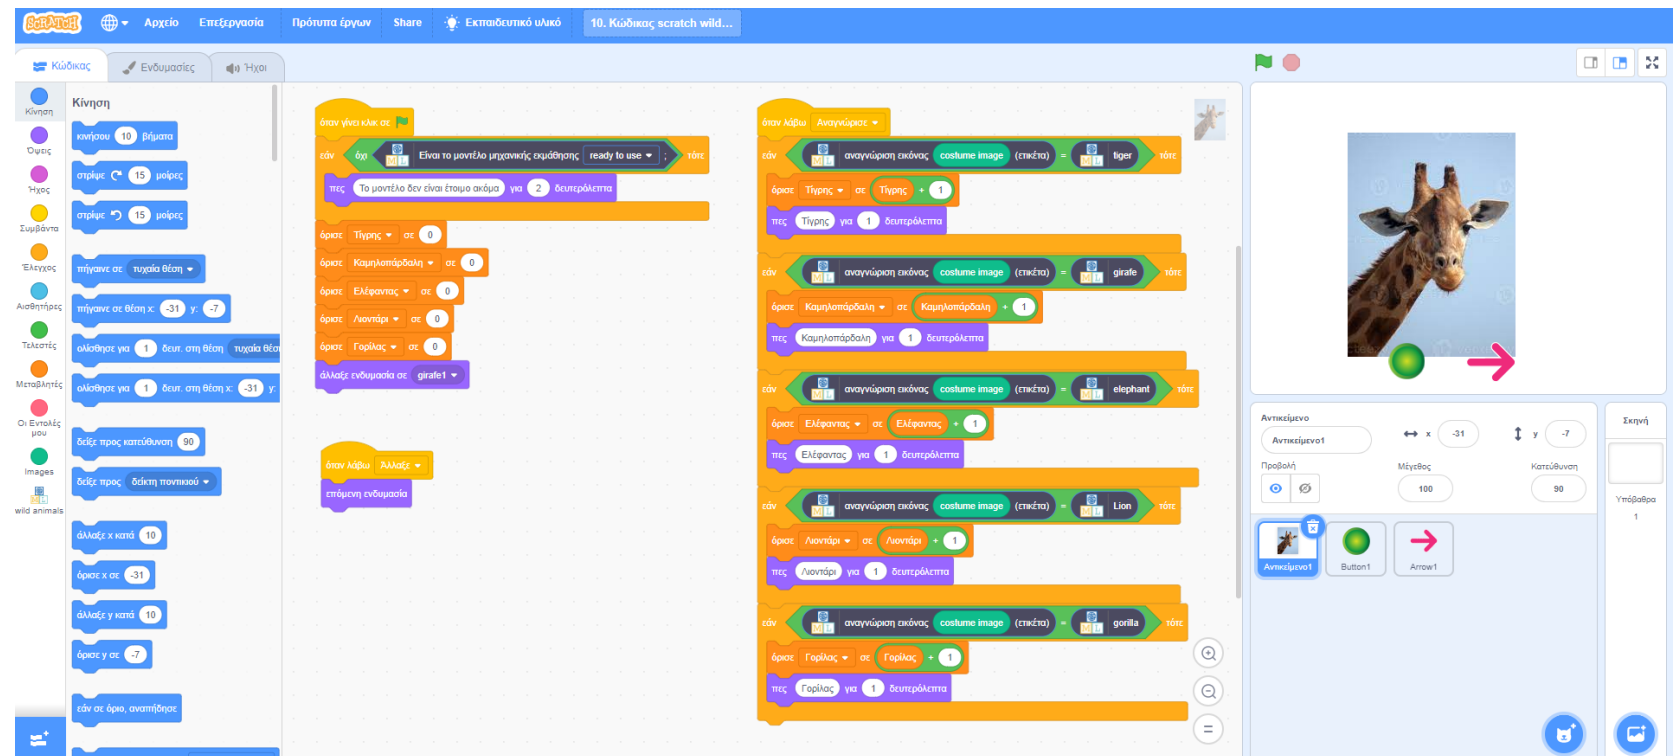 SCRATCH Αρχείο Επεξεργασία Πρότυπα έργων Share Εκπαιδευτικό υλικό 10. Κώδικας scratch wild...
Κώδικας Ενδυμασίες Ήχοι
Κίνηση
Όψεις
Ήχος
Συμβάντα
Έλεγχος
Αισθητήρες
Τελεστές
Μεταβλητές
Οι Εντολές μου
Images
wild animals
Κίνηση
κινήσου 10 βήματα
στρίψε 15 μοίρες
στρίψε 15 μοίρες
πήγαινε σε τυχαία θέση
πήγαινε σε θέση x: -31 y: -7
ολίσθησε για 1 δευτ. στη θέση τυχαία θέσ
ολίσθησε για 1 δευτ. στη θέση x: -31 y:
δείξε προς κατεύθυνση 90
δείξε προς δείκτη ποντικιού
άλλαξε x κατά 10
όρισε x σε -31
άλλαξε y κατά 10
όρισε y σε -7
εάν σε όριο, αναπήδησε
όταν γίνει κλικ σε
εάν όχι ML Είναι το μοντέλο μηχανικής εκμάθησης ready to use ; τότε
πες Το μοντέλο δεν είναι έτοιμο ακόμα για 2 δευτερόλεπτα
όρισε Τίγρης σε 0
όρισε Καμηλοπάρδαλη σε 0
όρισε Ελέφαντας σε 0
όρισε Λιοντάρι σε 0
όρισε Γορίλας σε 0
άλλαξε ενδυμασία σε girafe1
όταν λάβω Άλλαξε
επόμενη ενδυμασία
όταν λάβω Αναγνώρισε
εάν ML αναγνώριση εικόνας costume image (ετικέτα) = ML tiger τότε
όρισε Τίγρης σε Τίγρης + 1
πες Τίγρης για 1 δευτερόλεπτα
εάν ML αναγνώριση εικόνας costume image (ετικέτα) = ML girafe τότε
όρισε Καμηλοπάρδαλη σε Καμηλοπάρδαλη + 1
πες Καμηλοπάρδαλη για 1 δευτερόλεπτα
εάν ML αναγνώριση εικόνας costume image (ετικέτα) = ML elephant τότε
όρισε Ελέφαντας σε Ελέφαντας + 1
πες Ελέφαντας για 1 δευτερόλεπτα
εάν ML αναγνώριση εικόνας costume image (ετικέτα) = ML Lion τότε
όρισε Λιοντάρι σε Λιοντάρι + 1
πες Λιοντάρι για 1 δευτερόλεπτα
εάν ML αναγνώριση εικόνας costume image (ετικέτα) = ML gorilla τότε
όρισε Γορίλας σε Γορίλας + 1
πες Γορίλας για 1 δευτερόλεπτα
Αντικείμενο
Αντικείμενο1 x -31 y -7
Προβολή Μέγεθος Κατεύθυνση
100 90
Αντικείμενο1 Button1 Arrow1
Σκηνή
Υπόβαθρα
1